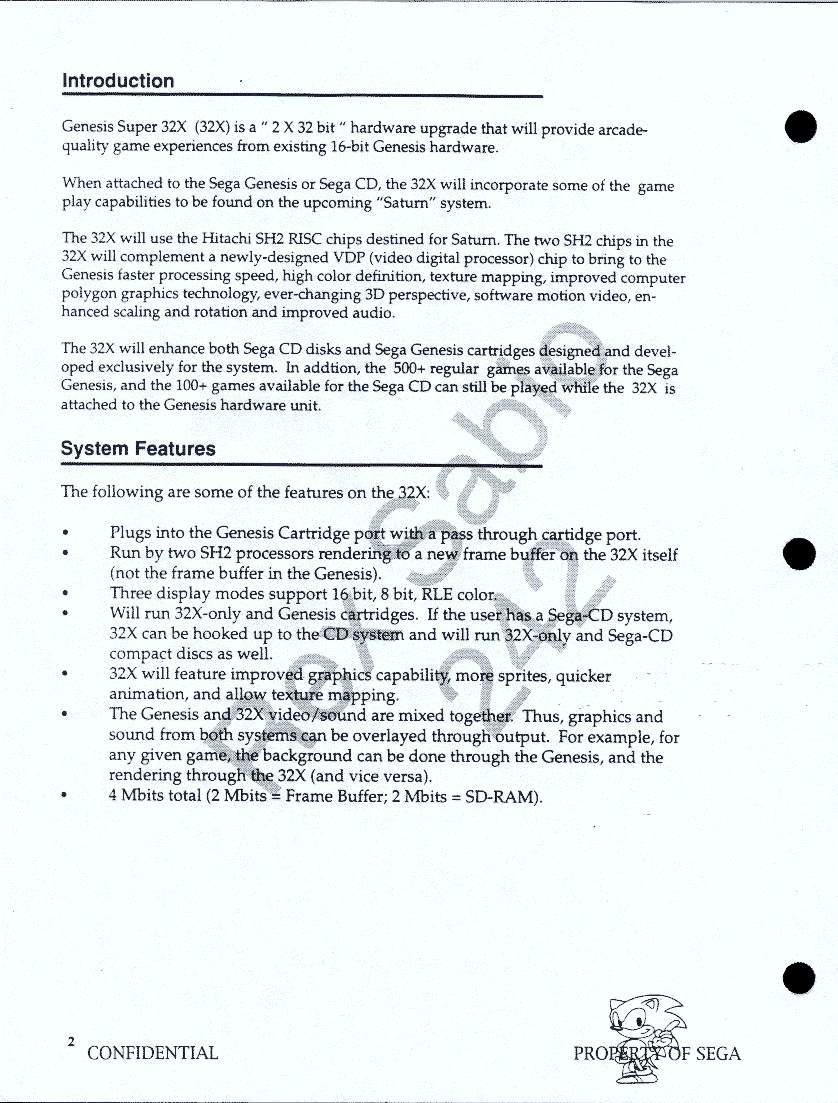 Introduction
Genesis Super 32X (32X) is a " 2 X 32 bit " hardware upgrade that will provide arcade-
quality game experiences from existing 16-bit Genesis hardware.
When attached to the Sega Genesis or Sega CD, the 32X will incorporate some of the game
play capabilities to be found on the upcoming "Saturn" system.
The 32X will use the Hitachi SH2 RISC chips destined for Saturn. The two SH2 chips in the
32X will complement a newly-designed VDP (video digital processor) chip to bring to the
Genesis faster processing speed, high color definition, texture mapping, improved computer
polygon graphics technology, ever-changing 3D perspective, software motion video, en-
hanced scaling and rotation and improved audio.
The 32X will enhance both Sega CD disks and Sega Genesis cartridges designed and devel-
oped exclusively for the system. In addtion, the 500+ regular games available for the Sega
Genesis, and the 100+ games available for the Sega CD can still be played while the 32X is
attached to the Genesis hardware unit.
System Features
The following are some of the features on the 32X:
• Plugs into the Genesis Cartridge port with a pass through cartidge port.
• Run by two SH2 processors rendering to a new frame buffer on the 32X itself
(not the frame buffer in the Genesis).
• Three display modes support 16 bit, 8 bit, RLE color.
• Will run 32X-only and Genesis cartridges. If the user has a Sega-CD system,
32X can be hooked up to the CD system and will run 32X-only and Sega-CD
compact discs as well.
• 32X will feature improved graphics capability, more sprites, quicker
animation, and allow texture mapping.
• The Genesis and 32X video/sound are mixed together. Thus, graphics and
sound from both systems can be overlayed through output. For example, for
any given game, the background can be done through the Genesis, and the
rendering through the 32X (and vice versa).
• 4 Mbits total (2 Mbits = Frame Buffer; 2 Mbits = SD-RAM).
Rex Sabio
242
2 CONFIDENTIAL
PROPERTY OF SEGA